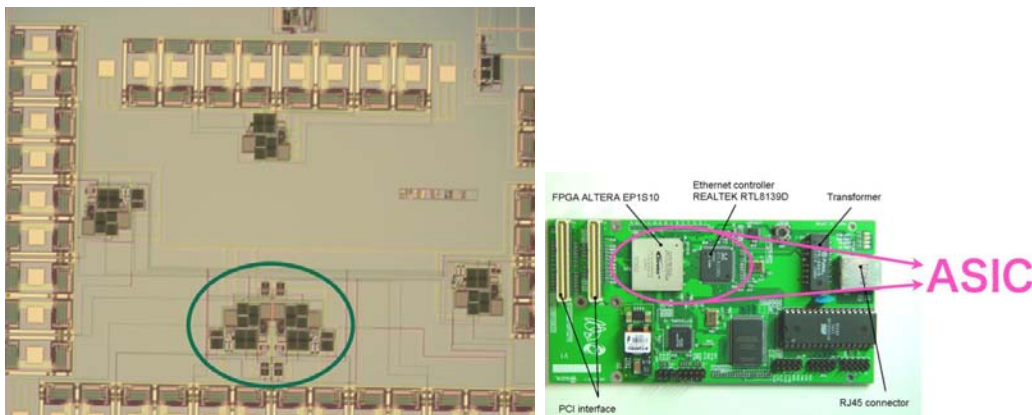 FPGA ALTERA EP1S10
Ethernet controller
REALTEK RTL8139D
Transformer
ASIC
PCI interface
RJ45 connector